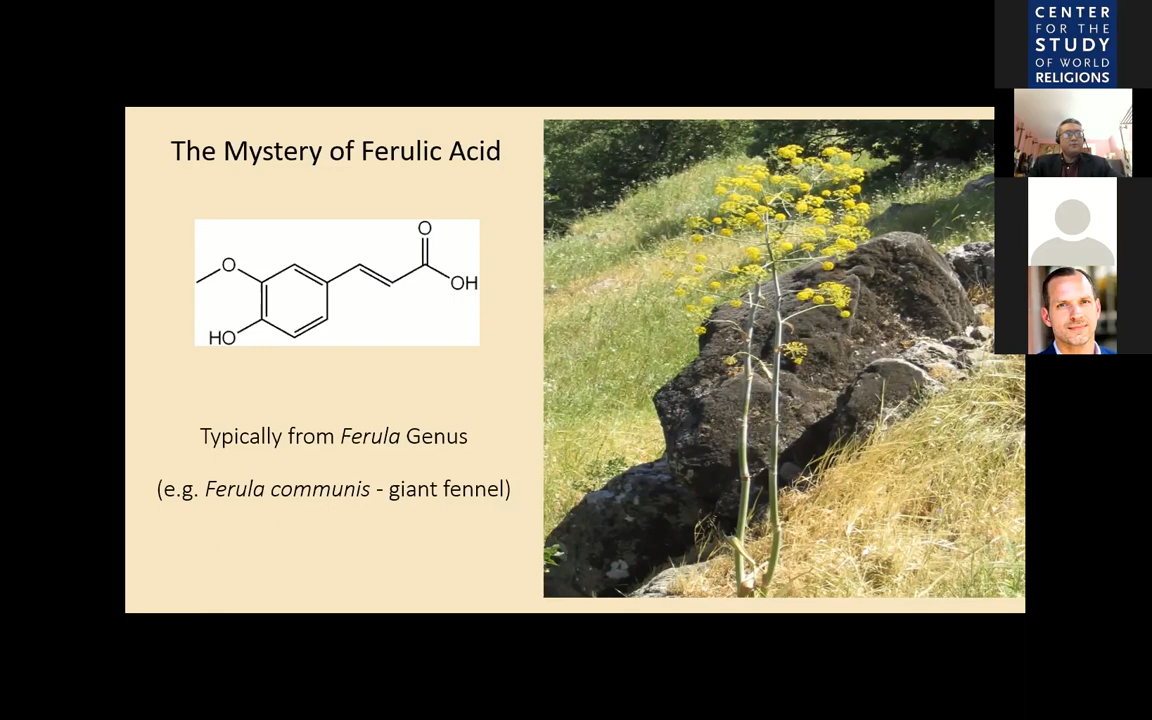 CENTER
FOR THE
STUDY
OF WORLD
RELIGIONS
The Mystery of Ferulic Acid
O
O
OH
HO
Typically from Ferula Genus
(e.g. Ferula communis - giant fennel)